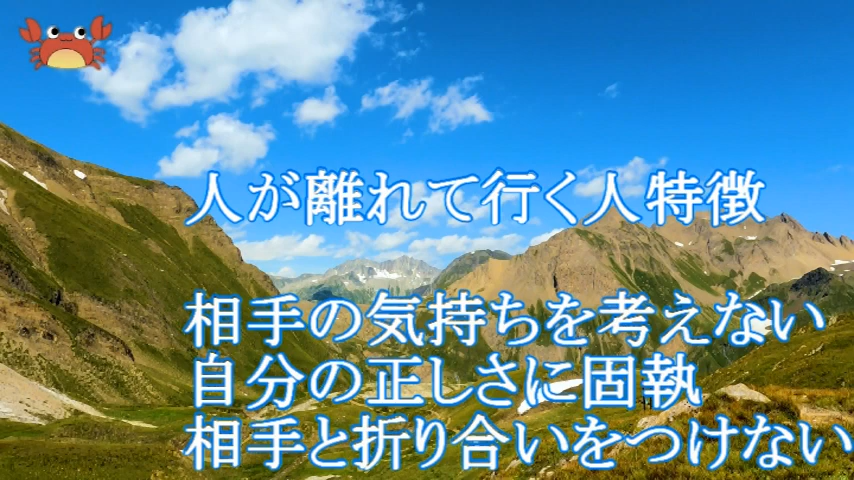 人が離れて行く人特徴
相手の気持ちを考えない
自分の正しさに固執
相手と折り合いをつけない